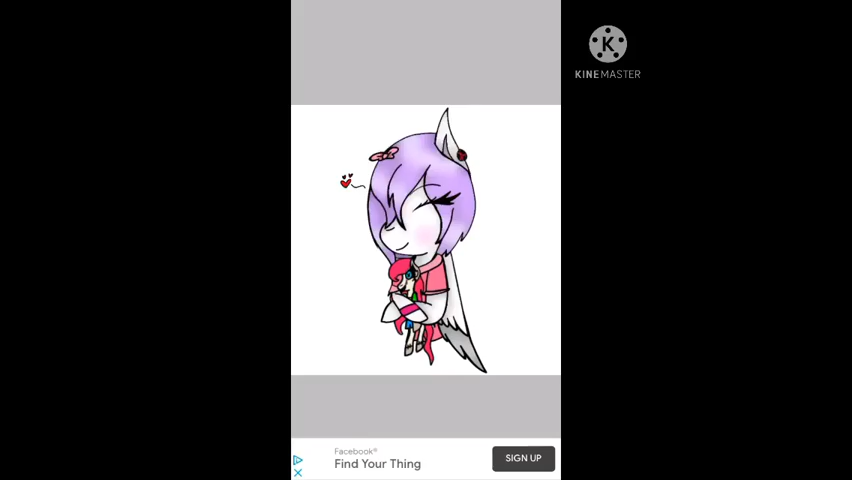 K
KINEMASTER
Facebook®
Find Your Thing
SIGN UP